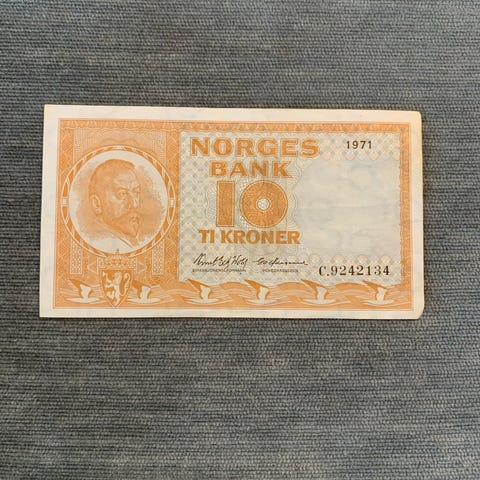 NORGES
1971
BANK
10
TI KRONER
C.9242134